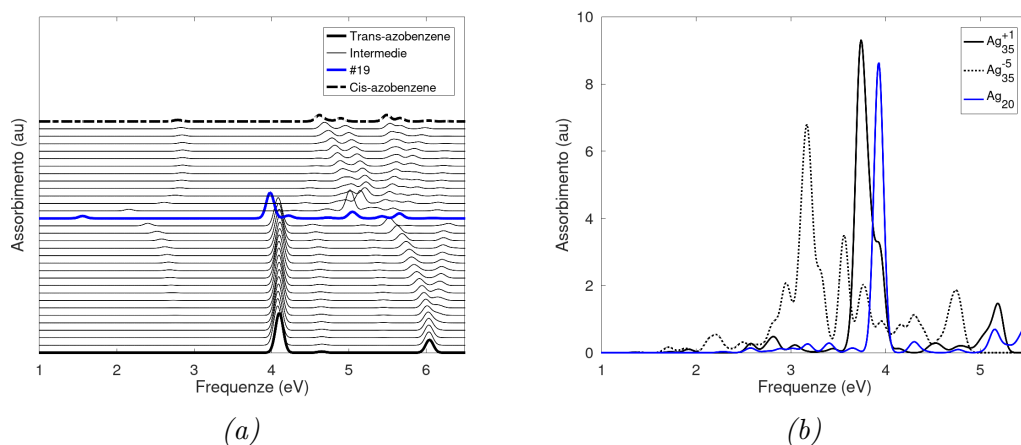 Trans-azobenzene
Intermedie
#19
Cis-azobenzene
Assorbimento (au)
1 2 3 4 5 6
Frequenze (eV)
(a)
10
8
6
4
2
0
Ag35+1
Ag35-5
Ag20
Assorbimento (au)
1 2 3 4 5
Frequenze (eV)
(b)